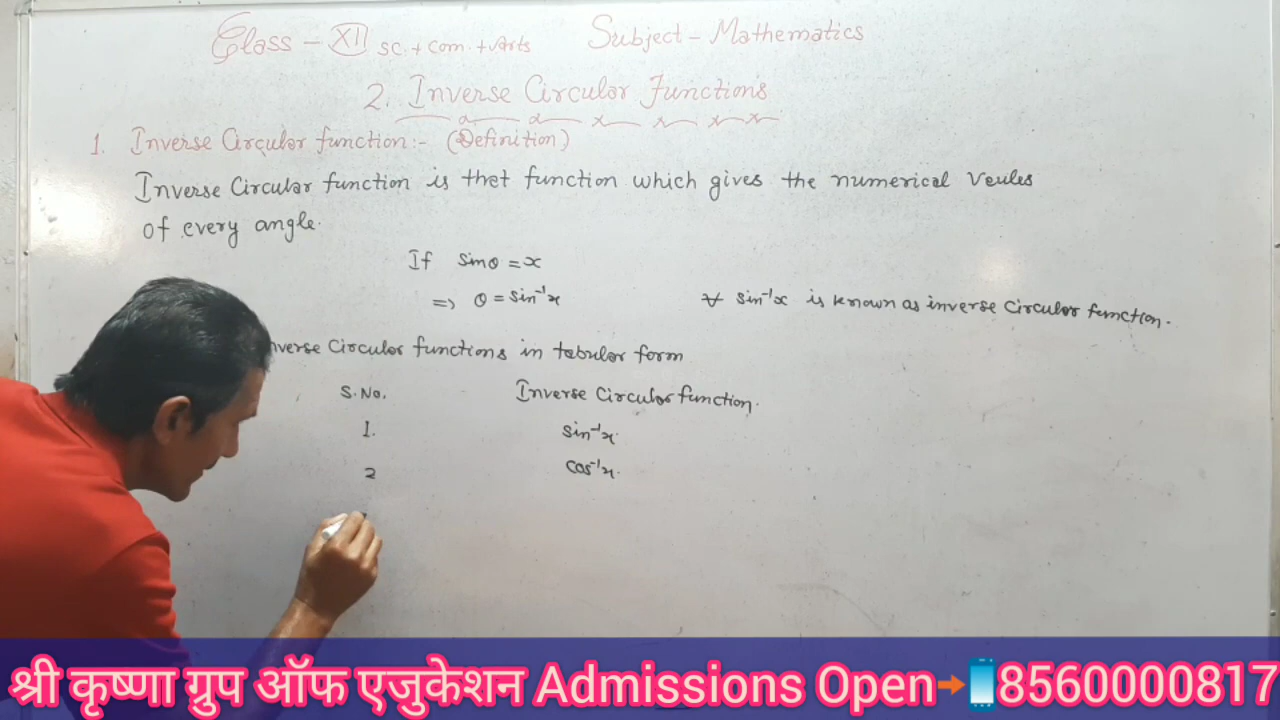 Class - XII Sc. + Com. + Arts Subject - Mathematics
2. Inverse Circular Functions
1. Inverse Circular function:- (Definition)
Inverse Circular function is that function which gives the numerical Values
of every angle.
If sinθ = x
=> θ = sin⁻¹x ∀ sin⁻¹x is known as inverse Circular function.
nverse Circular functions in tabular form
S.No. Inverse Circular function.
1. sin⁻¹x.
2 cos⁻¹x.
श्री कृष्णा ग्रुप ऑफ एजुकेशन Admissions Open→📱8560000817